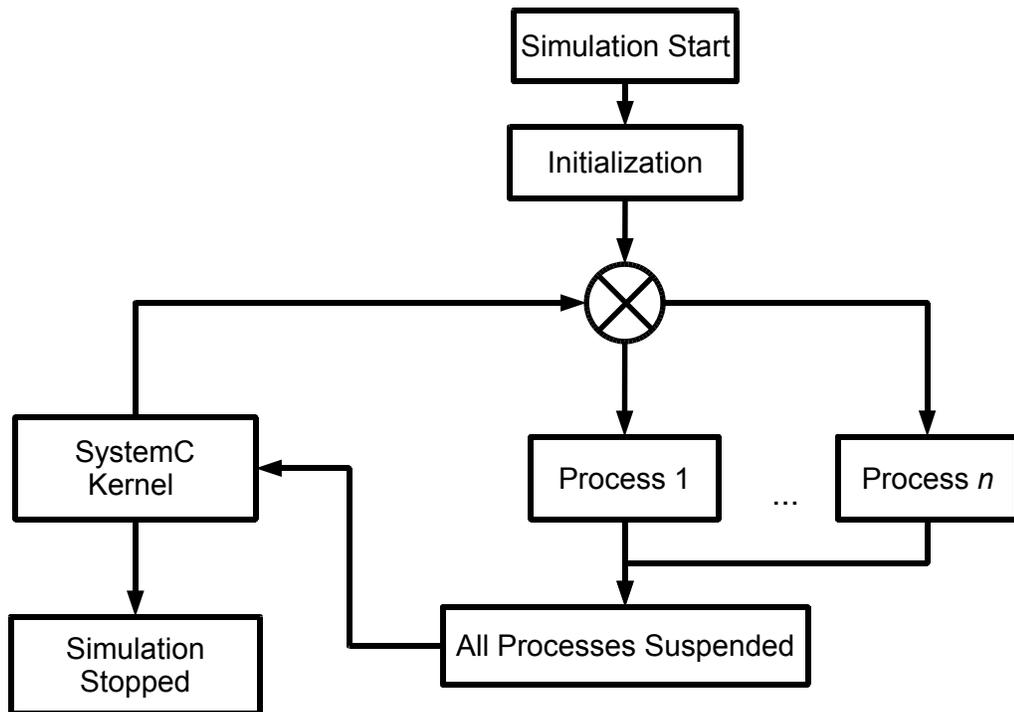 Simulation Start
Initialization
SystemC
Kernel
Process 1
...
Process n
Simulation
Stopped
All Processes Suspended